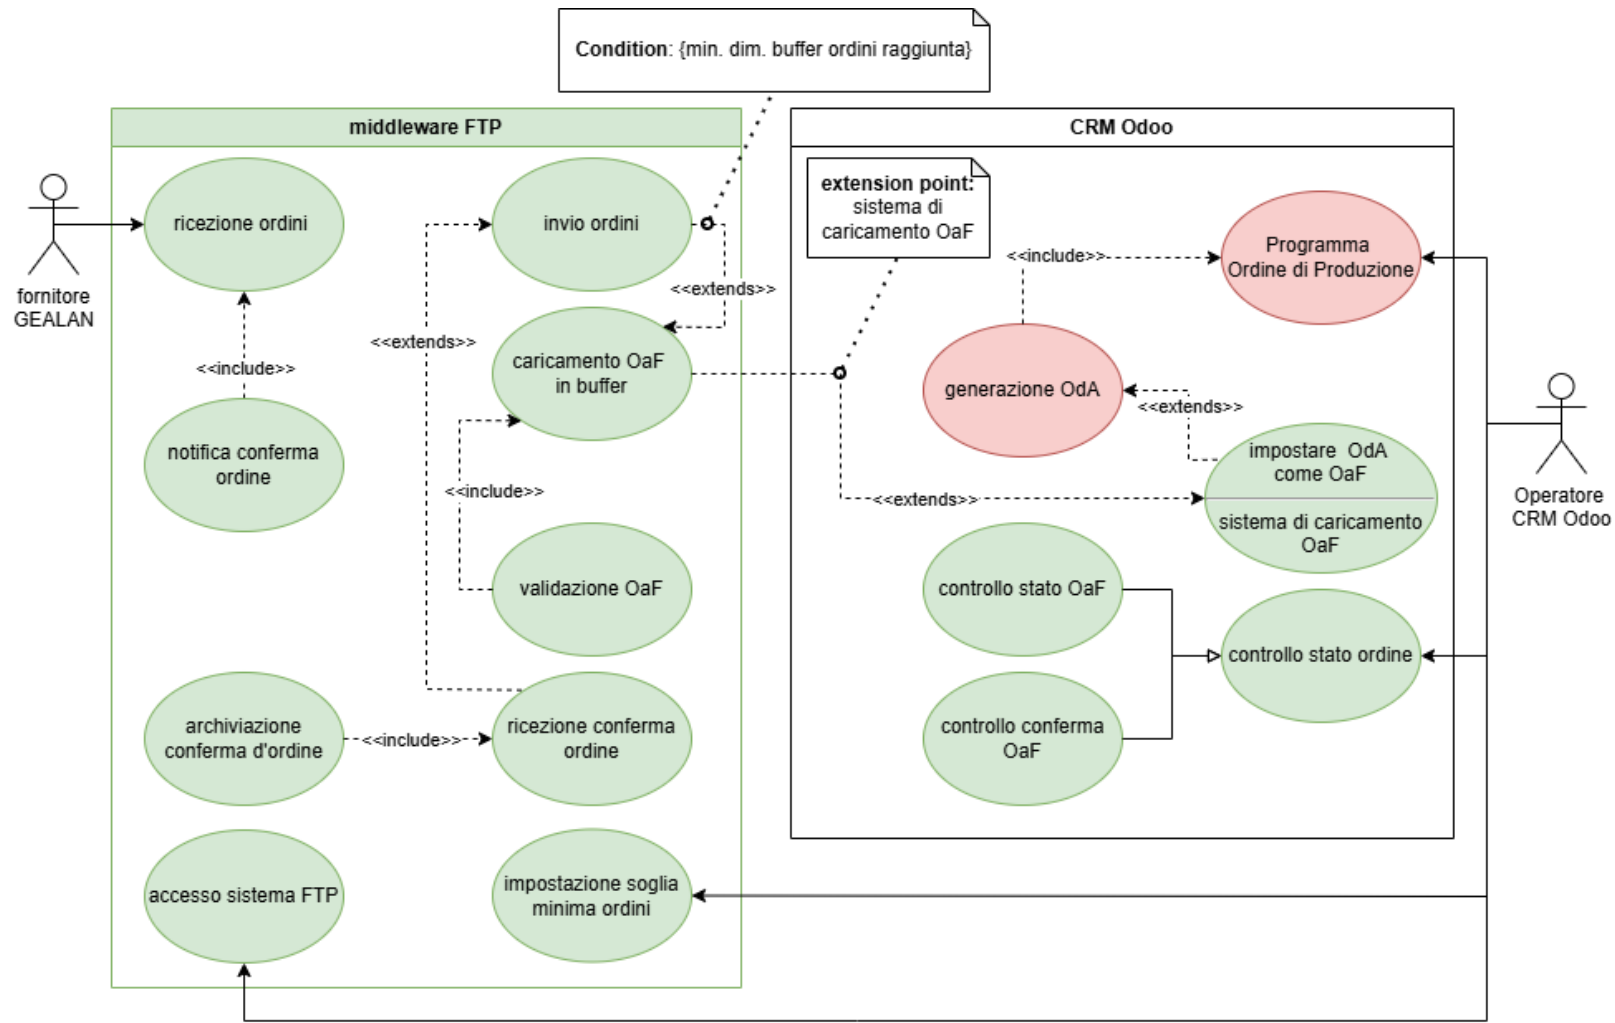 Condition: {min. dim. buffer ordini raggiunta}
middleware FTP
ricezione ordini
invio ordini
<<extends>>
<<extends>>
caricamento OaF
in buffer
<<include>>
notifica conferma
ordine
<<include>>
validazione OaF
archiviazione
conferma d'ordine
<<include>>
ricezione conferma
ordine
accesso sistema FTP
impostazione soglia
minima ordini
fornitore
GEALAN
CRM Odoo
extension point:
sistema di
caricamento OaF
<<include>>
Programma
Ordine di Produzione
generazione OdA
<<extends>>
impostare OdA
come OaF
sistema di caricamento
OaF
<<extends>>
controllo stato OaF
controllo stato ordine
controllo conferma
OaF
Operatore
CRM Odoo